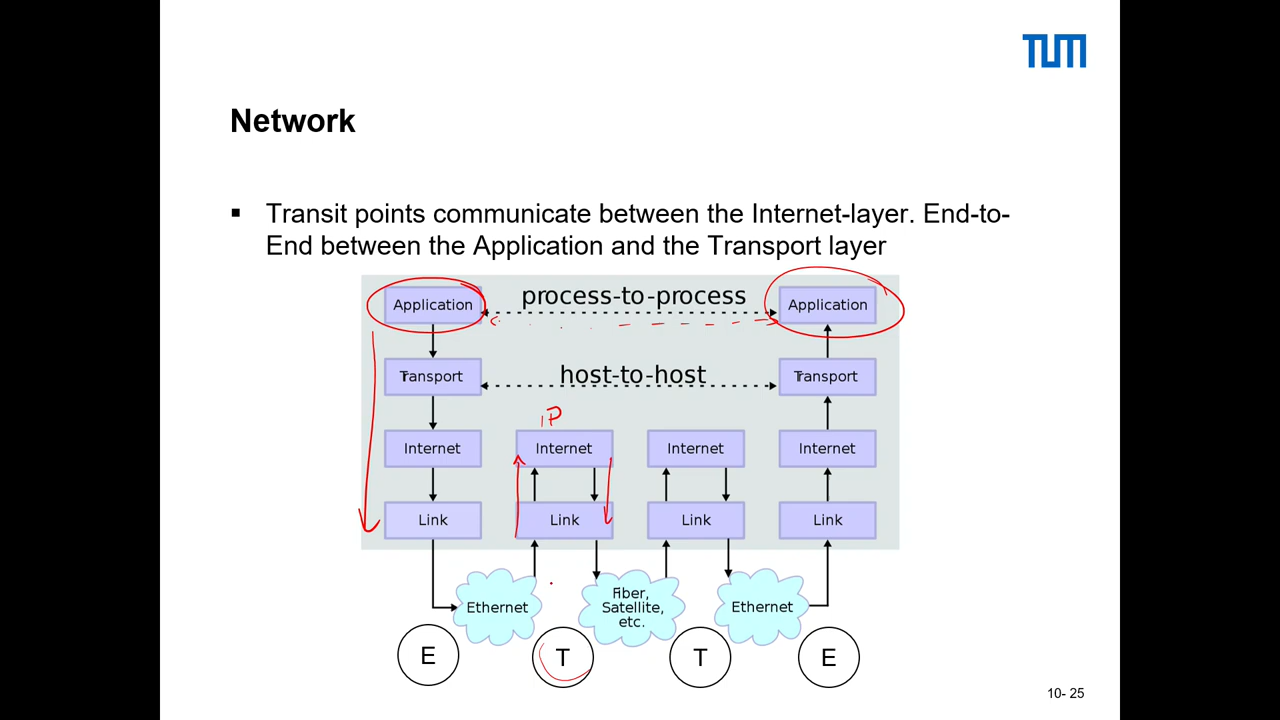 TUM
Network
▪ Transit points communicate between the Internet-layer. End-to-
End between the Application and the Transport layer
Application process-to-process Application
Transport host-to-host Transport
IP
Internet Internet Internet Internet
Link Link Link Link
Ethernet Fiber, Satellite, etc. Ethernet
E T T E
10- 25